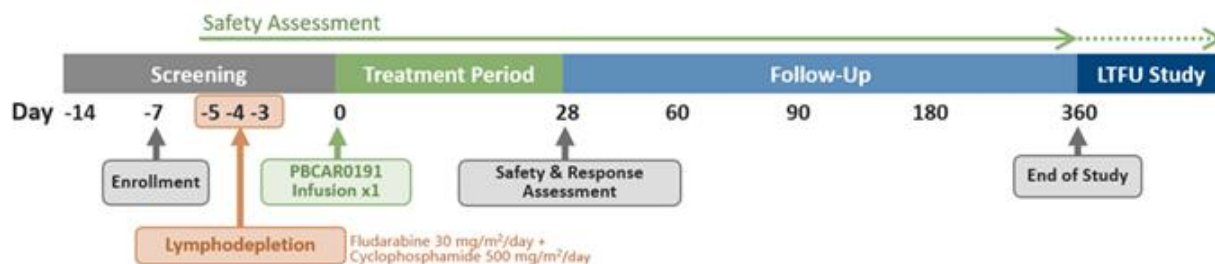 Safety Assessment
Screening Treatment Period Follow-Up LTFU Study
Day -14 -7 -5 -4 -3 0 28 60 90 180 360
Enrollment
PBCAR0191
Infusion x1
Safety & Response
Assessment
End of Study
Lymphodepletion
Fludarabine 30 mg/m²/day +
Cyclophosphamide 500 mg/m²/day